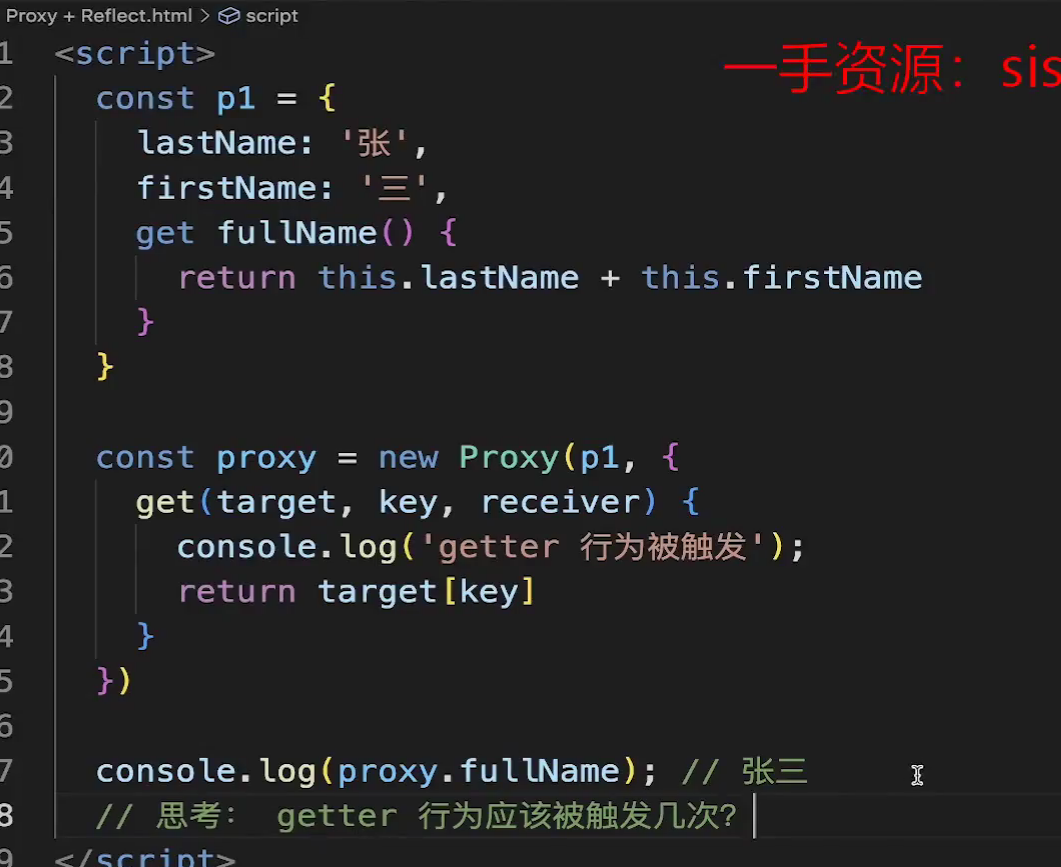 Proxy + Reflect.html > script
一手资源：sis
1 <script>
2 const p1 = {
3 lastName: '张',
4 firstName: '三',
5 get fullName() {
6 return this.lastName + this.firstName
7 }
8 }
9
0 const proxy = new Proxy(p1, {
1 get(target, key, receiver) {
2 console.log('getter 行为被触发');
3 return target[key]
4 }
5 })
6
7 console.log(proxy.fullName); // 张三
8 // 思考： getter 行为应该被触发几次?
9 </script>